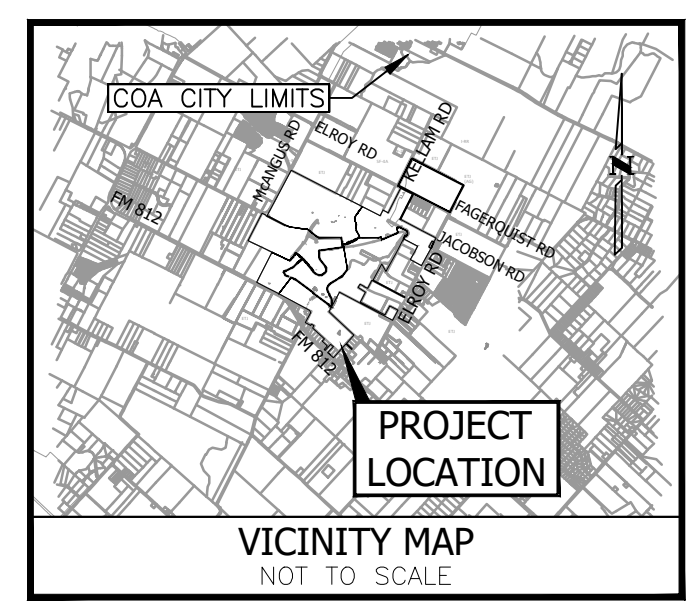 COA CITY LIMITS
ELROY RD
KELLAM RD
McANGUS RD
N
FM 812
FAGERQUIST RD
JACOBSON RD
ELROY RD
FM 812
PROJECT
LOCATION
VICINITY MAP
NOT TO SCALE